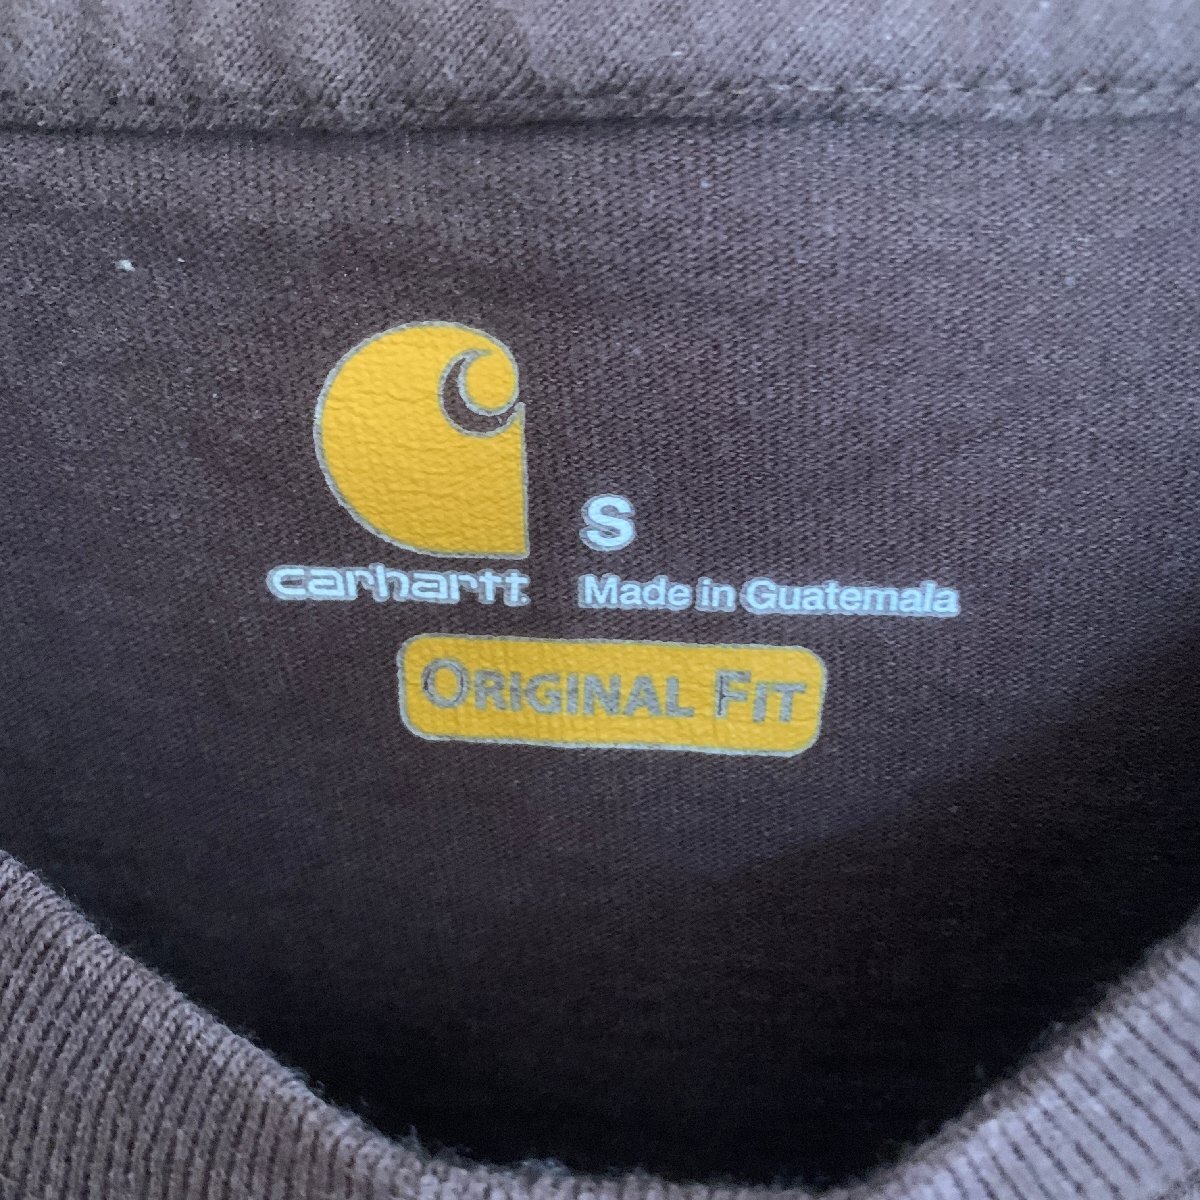 S
carhartt
Made in Guatemala
ORIGINAL FIT